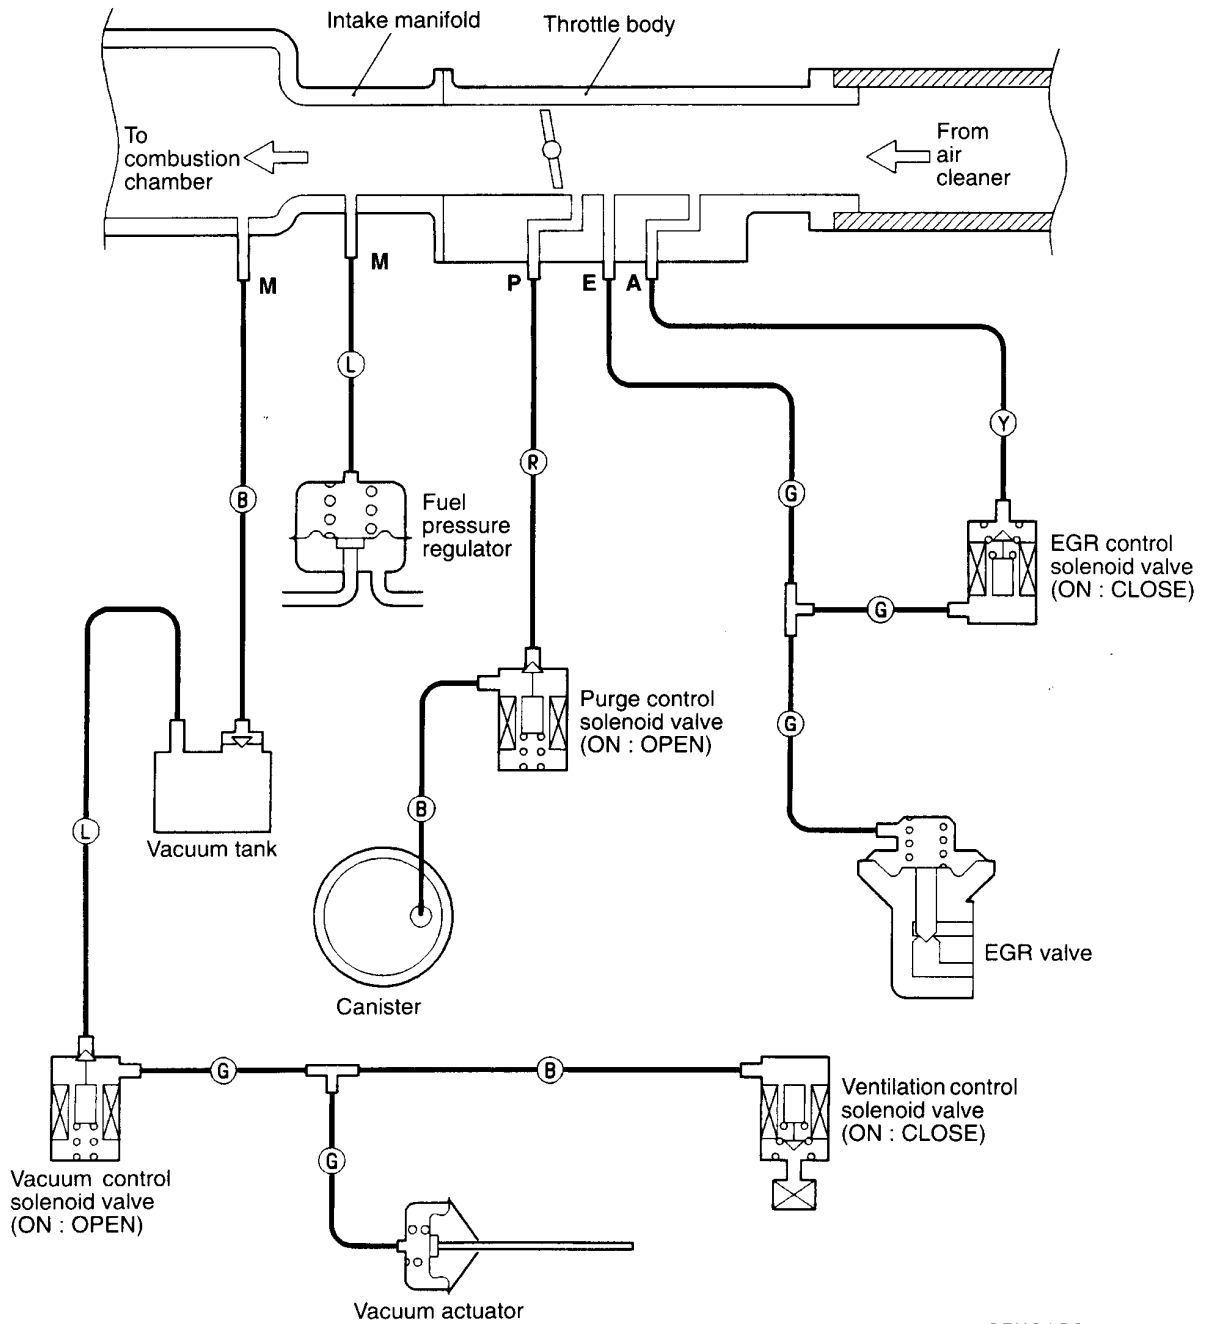 Intake manifold
Throttle body
To
combustion
chamber
From
air
cleaner
M
M
P
E
A
L
Y
R
B
G
Fuel
pressure
regulator
EGR control
solenoid valve
(ON : CLOSE)
G
Purge control
solenoid valve
(ON : OPEN)
G
B
L
Vacuum tank
EGR valve
Canister
G
B
Ventilation control
solenoid valve
(ON : CLOSE)
G
Vacuum control
solenoid valve
(ON : OPEN)
Vacuum actuator